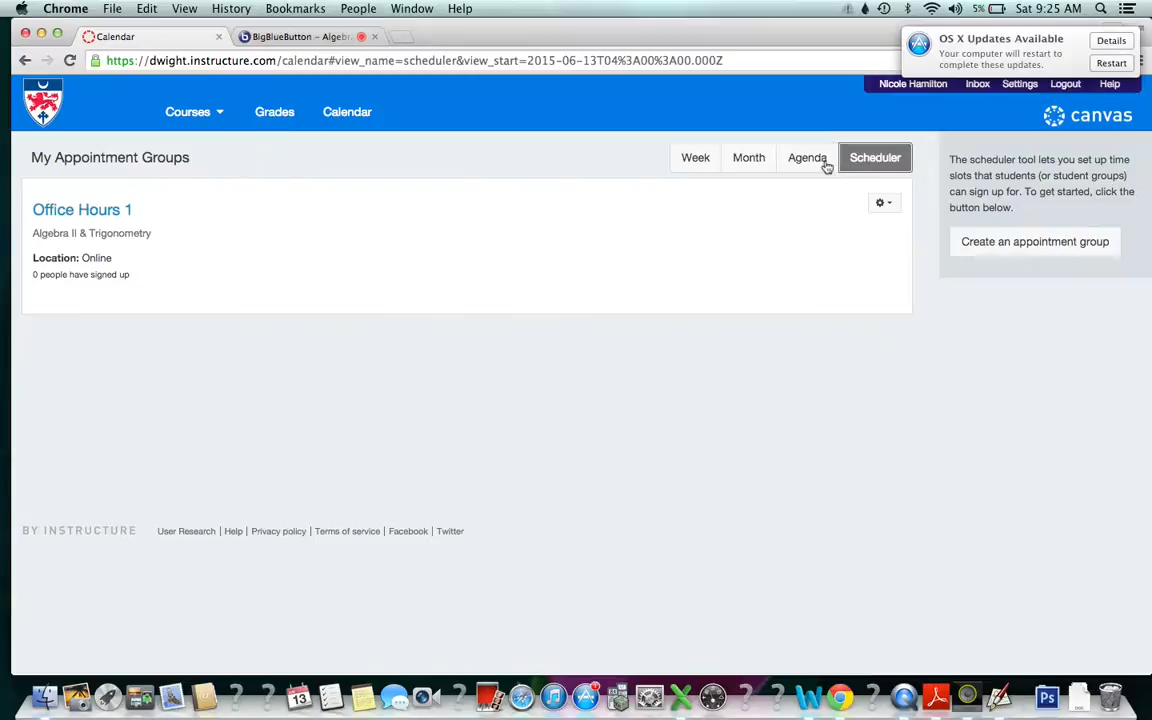 Chrome File Edit View History Bookmarks People Window Help 5% Sat 9:25 AM
Calendar × BigBlueButton – Algebr ×
https://dwight.instructure.com/calendar#view_name=scheduler&view_start=2015-06-13T04%3A00%3A00.000Z
OS X Updates Available
Your computer will restart to
complete these updates.
Details
Restart
Nicole Hamilton Inbox Settings Logout Help
Courses Grades Calendar
canvas
My Appointment Groups
Week Month Agenda Scheduler
The scheduler tool lets you set up time
slots that students (or student groups)
can sign up for. To get started, click the
button below.
Create an appointment group
Office Hours 1
Algebra II & Trigonometry
Location: Online
0 people have signed up
BY INSTRUCTURE User Research | Help | Privacy policy | Terms of service | Facebook | Twitter
13
Ps